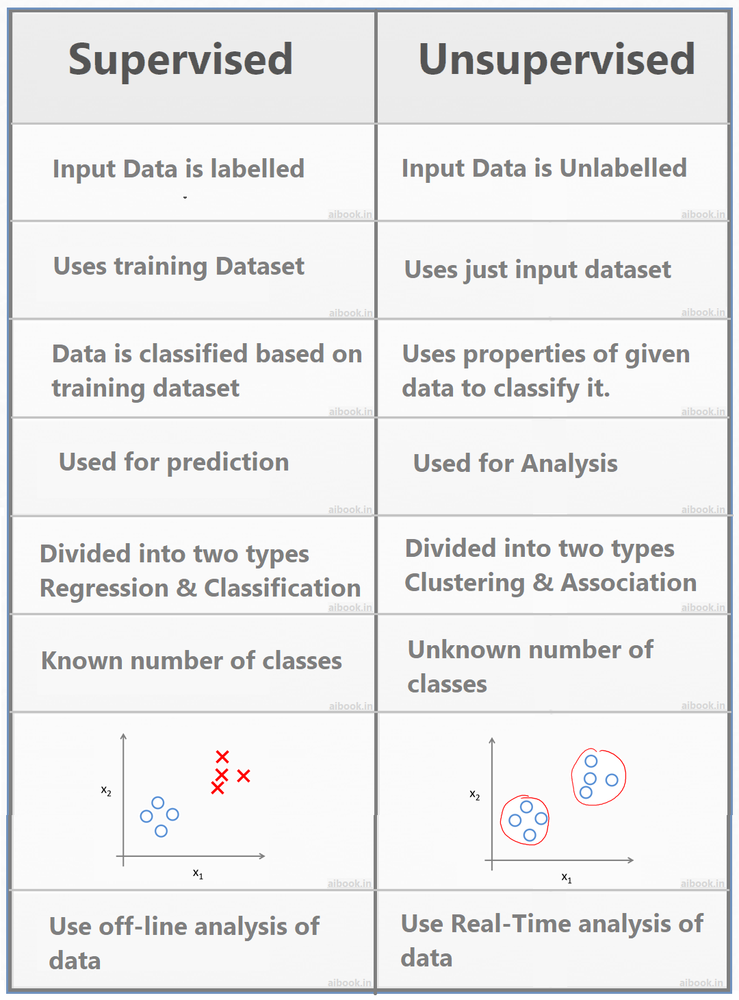 Supervised
Unsupervised
Input Data is labelled
Input Data is Unlabelled
aibook.in
aibook.in
Uses training Dataset
Uses just input dataset
aibook.in
aibook.in
Data is classified based on
training dataset
Uses properties of given
data to classify it.
aibook.in
aibook.in
Used for prediction
Used for Analysis
aibook.in
aibook.in
Divided into two types
Regression & Classification
Divided into two types
Clustering & Association
aibook.in
aibook.in
Known number of classes
Unknown number of
classes
aibook.in
aibook.in
x₂
x₁
x₂
x₁
aibook.in
aibook.in
Use off-line analysis of
data
Use Real-Time analysis of
data
aibook.in
aibook.in